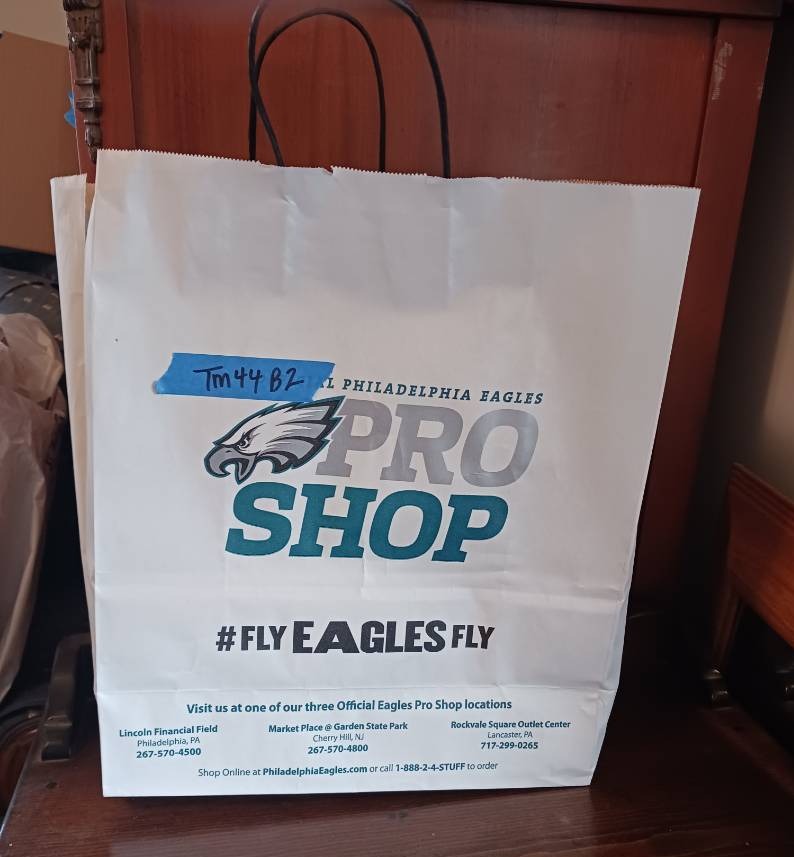 Tm44 B2
PHILADELPHIA EAGLES
PRO
SHOP
#FLY EAGLES FLY
Visit us at one of our three Official Eagles Pro Shop locations
Lincoln Financial Field
Philadelphia, PA
267-570-4500
Market Place @ Garden State Park
Cherry Hill, NJ
267-570-4800
Rockvale Square Outlet Center
Lancaster, PA
717-299-0265
Shop Online at PhiladelphiaEagles.com or call 1-888-2-4-STUFF to order